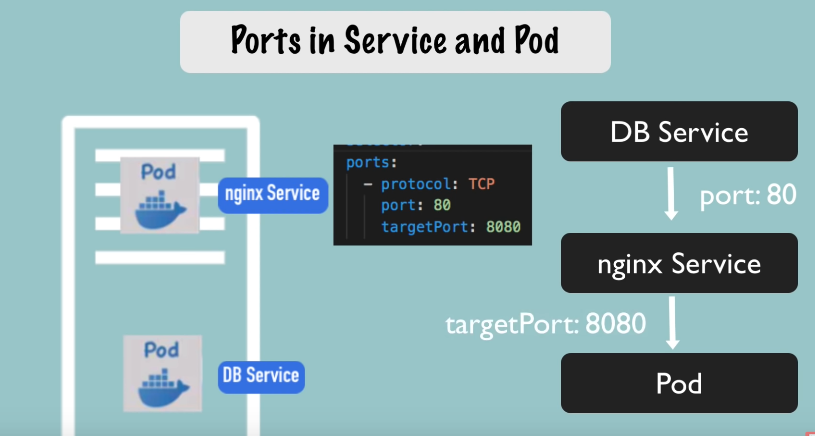 Ports in Service and Pod
Pod
nginx Service
ports:
- protocol: TCP
port: 80
targetPort: 8080
DB Service
port: 80
nginx Service
targetPort: 8080
Pod
Pod
DB Service